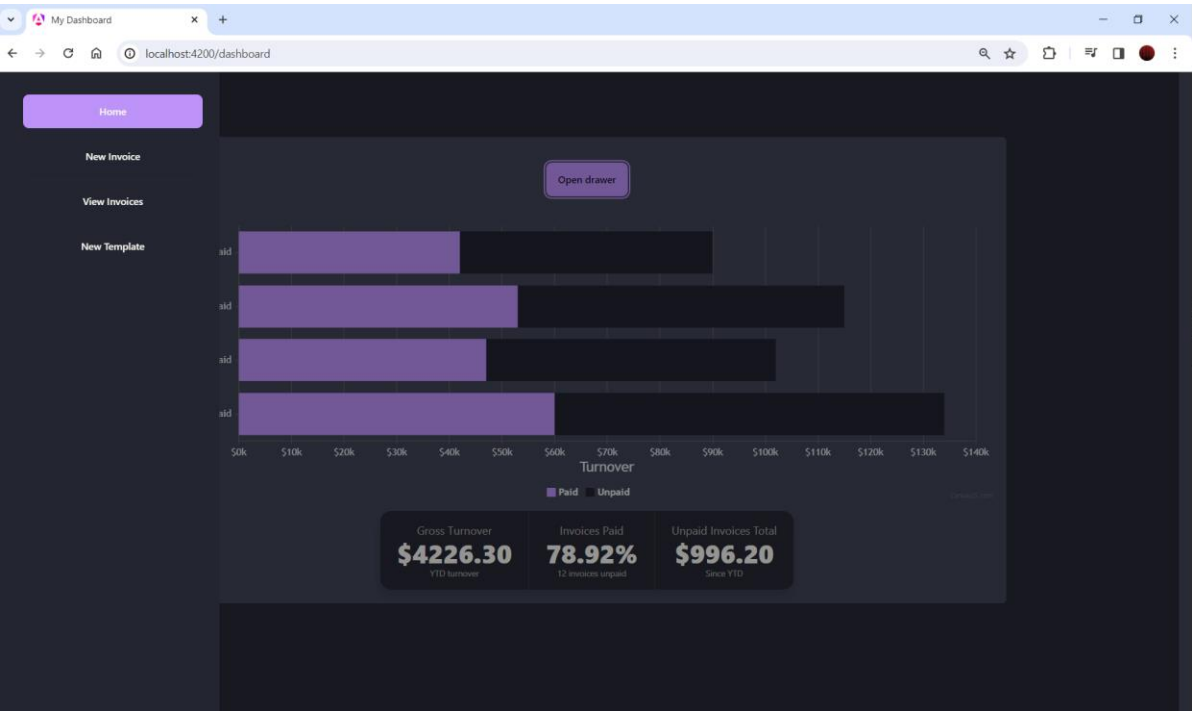 My Dashboard
localhost:4200/dashboard
Home
New Invoice
View Invoices
New Template
Open drawer
aid
aid
aid
aid
$0k $10k $20k $30k $40k $50k $60k $70k $80k $90k $100k $110k $120k $130k $140k
Turnover
Paid Unpaid
Gross Turnover Invoices Paid Unpaid Invoices Total
$4226.30 78.92% $996.20
YTD turnover 12 invoices unpaid Since YTD